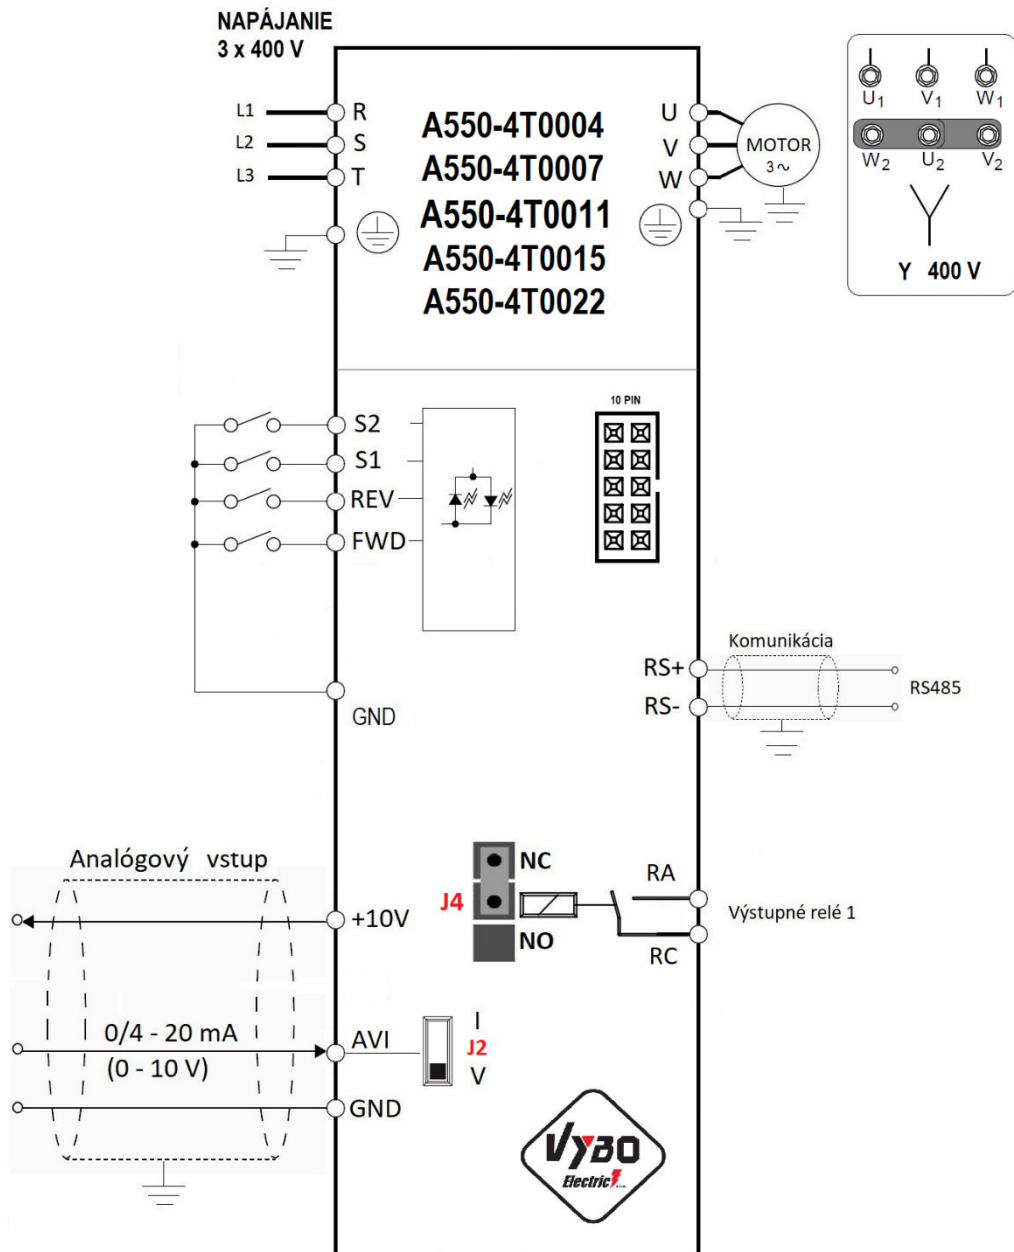 NAPÁJANIE
3 x 400 V
L1
R
L2
S
L3
T
A550-4T0004
A550-4T0007
A550-4T0011
A550-4T0015
A550-4T0022
U
V
W
MOTOR
3 ~
U1 V1 W1
W2 U2 V2
Y 400 V
S2
S1
REV
FWD
GND
10 PIN
Komunikácia
RS+
RS-
RS485
Analógový vstup
+10V
0/4 - 20 mA
(0 - 10 V)
AVI
GND
NC
J4
NO
RA
RC
Výstupné relé 1
I
J2
V
VYBO
Electric